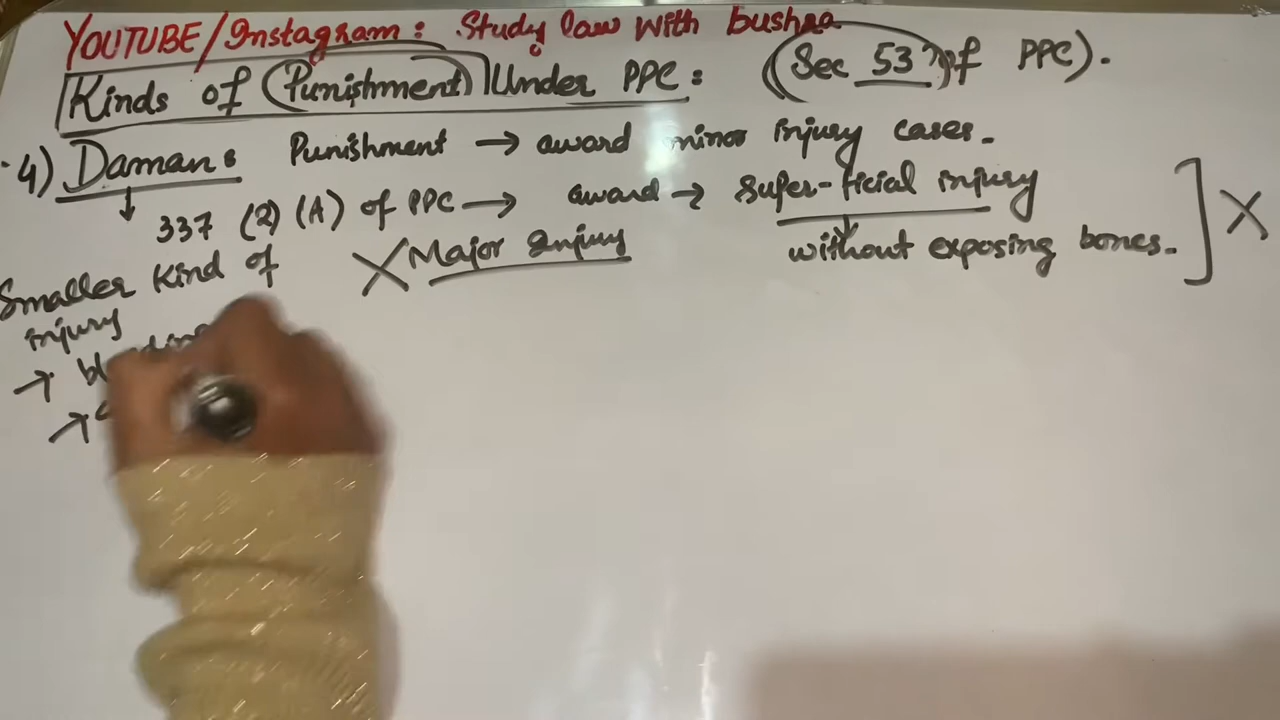 YOUTUBE/Instagram: Study law with bushra
Kinds of (Punishment) Under PPC: (Sec 53 of PPC).
4) Daman: Punishment → award minor injury cases.
337 (2) (A) of PPC → award → super-ficial injury
without exposing bones.
X Major Injury
X
Smaller kind of
injury
→
→